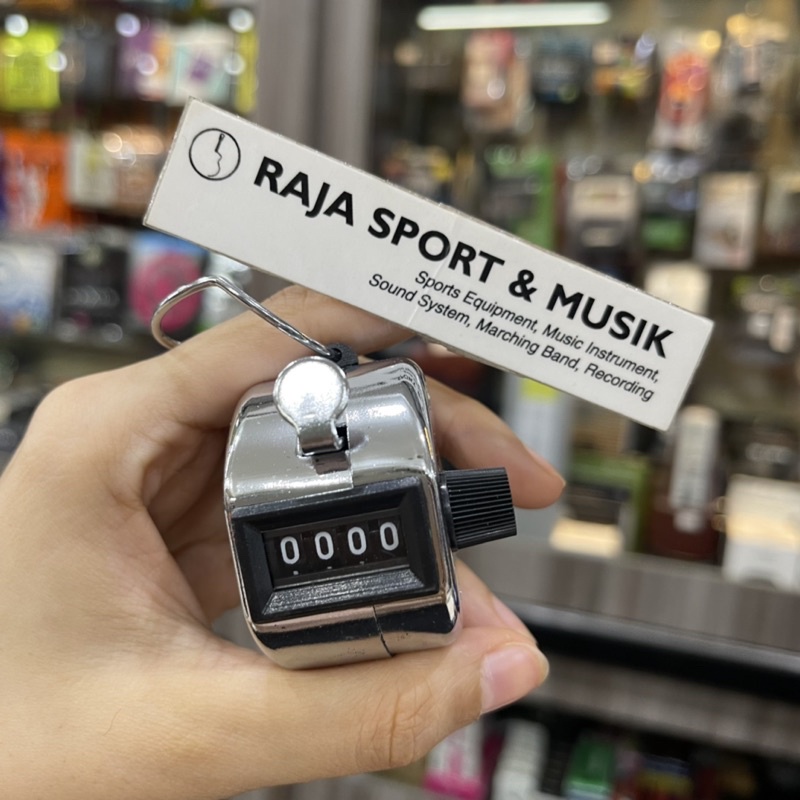 RAJA SPORT & MUSIK
Sports Equipment, Music Instrument,
Sound System, Marching Band, Recording
0000